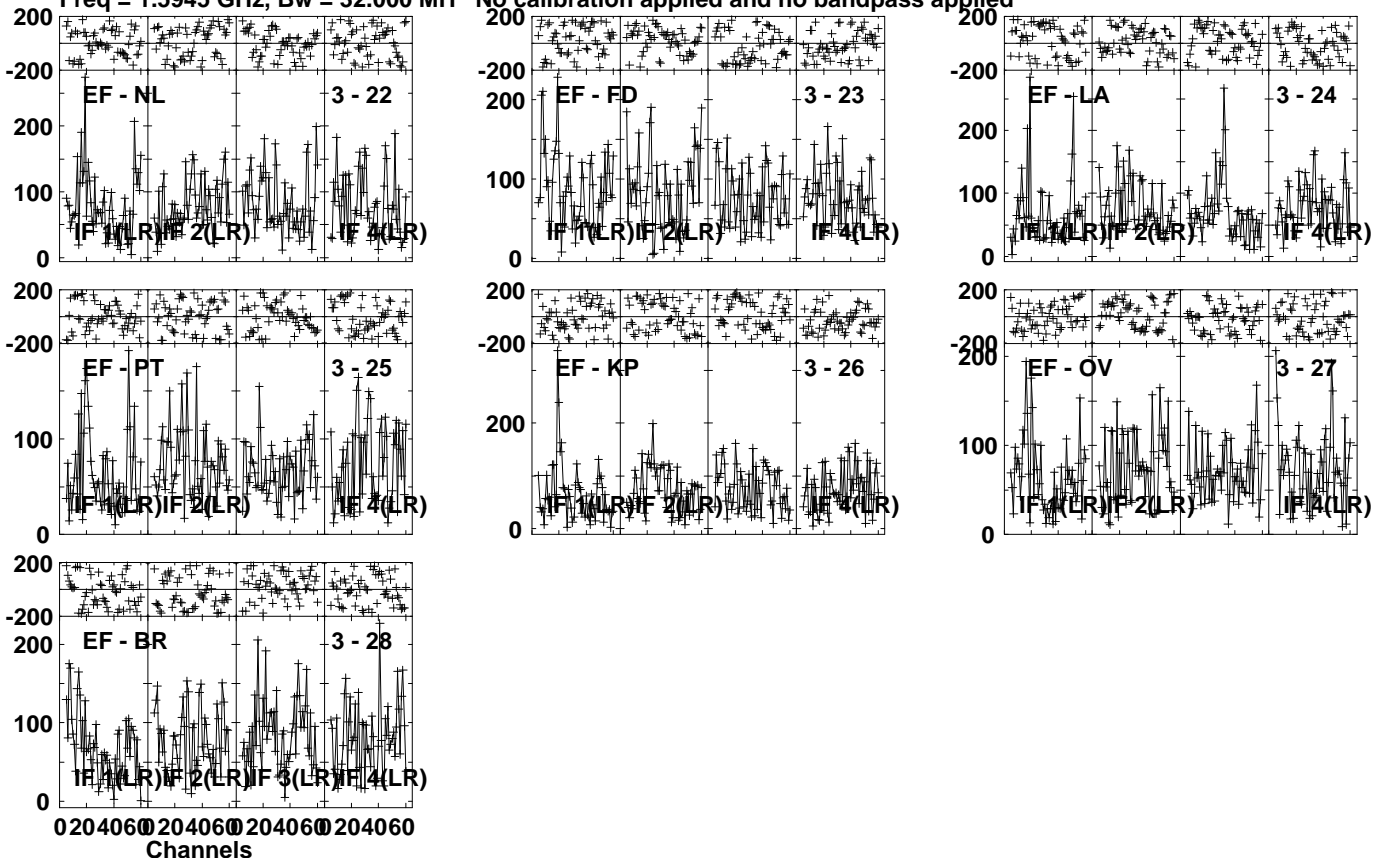 Freq = 1.5945 GHz, Bw = 32.000 MH No calibration applied and no bandpass applied
200
-200
EF - NL
3 - 22
200
100
0
IF 1(LR)
IF 2(LR)
IF 4(LR)
200
-200
EF - FD
3 - 23
200
100
0
IF 1(LR)
IF 2(LR)
IF 4(LR)
200
-200
EF - LA
3 - 24
200
100
0
IF 1(LR)
IF 2(LR)
IF 4(LR)
200
-200
EF - PT
3 - 25
100
0
IF 1(LR)
IF 2(LR)
IF 4(LR)
200
-200
EF - KP
3 - 26
200
0
IF 1(LR)
IF 2(LR)
IF 4(LR)
200
-200
200
EF - OV
3 - 27
100
0
IF 1(LR)
IF 2(LR)
IF 4(LR)
200
-200
EF - BR
3 - 28
200
100
0
IF 1(LR)
IF 2(LR)
IF 3(LR)
IF 4(LR)
0 20 40 60 0 20 40 60 0 20 40 60 0 20 40 60
Channels